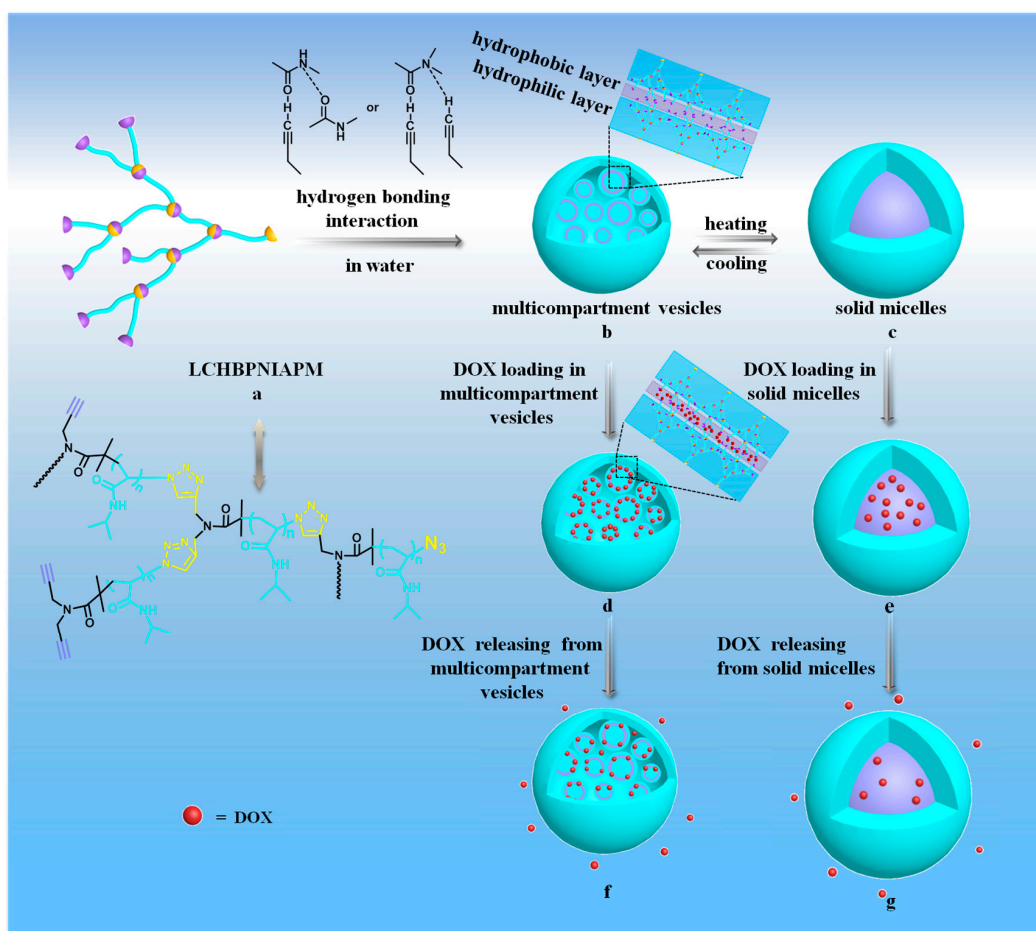 H
N
O
H
O
N
H
or
N
O
H
H
hydrophobic layer
hydrophilic layer
hydrogen bonding
interaction
in water
heating
cooling
multicompartment vesicles
b
solid micelles
c
LCHBPNIAPM
a
DOX loading in
multicompartment
vesicles
DOX loading in
solid micelles
N
O
n
O
NH
N
N
N
N
O
n
O
NH
N
N
N
N
O
n
O
NH
N
N
N
N
O
n
O
NH
N3
d
e
DOX releasing from
multicompartment
vesicles
DOX releasing
from solid micelles
= DOX
f
g